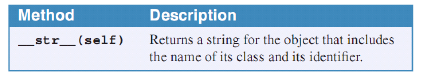 Method Description
__str__(self) Returns a string for the object that includes
the name of its class and its identifier.